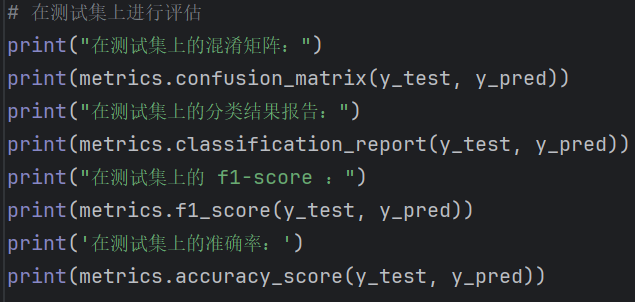 # 在测试集上进行评估
print("在测试集上的混淆矩阵：")
print(metrics.confusion_matrix(y_test, y_pred))
print("在测试集上的分类结果报告：")
print(metrics.classification_report(y_test, y_pred))
print("在测试集上的 f1-score ：")
print(metrics.f1_score(y_test, y_pred))
print('在测试集上的准确率：')
print(metrics.accuracy_score(y_test, y_pred))